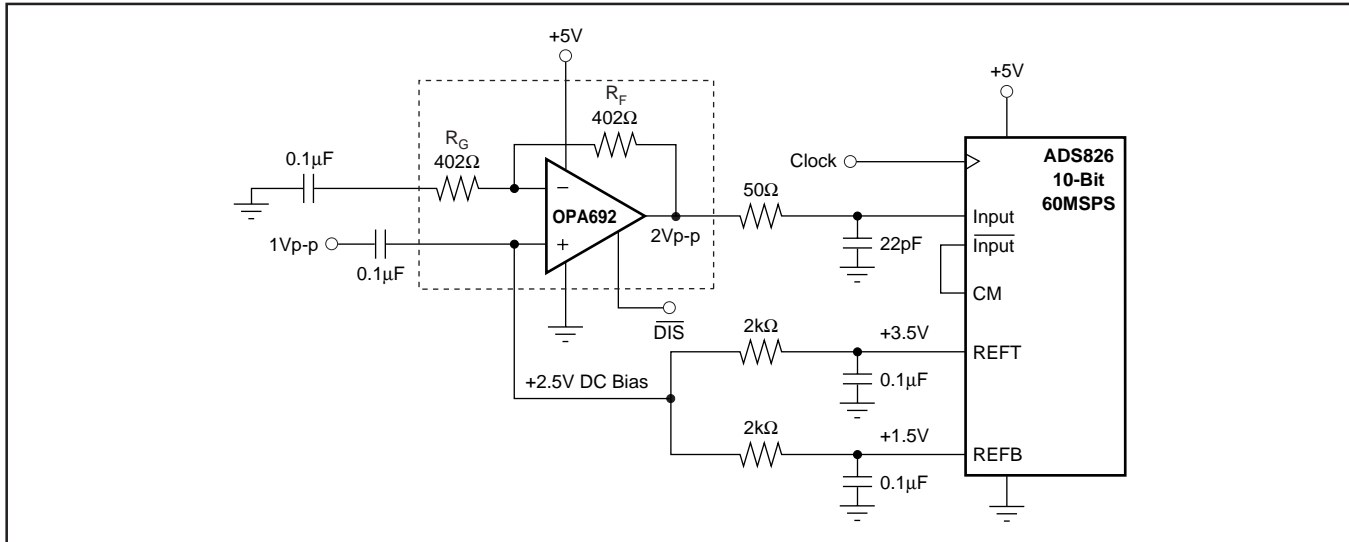 +5V
+5V
R_F
402Ω
R_G
402Ω
0.1µF
Clock
ADS826
10-Bit
60MSPS
50Ω
−
OPA692
+
2Vp-p
1Vp-p
0.1µF
22pF
Input
Input
CM
DIS
2kΩ
+3.5V
REFT
0.1µF
+2.5V DC Bias
2kΩ
+1.5V
REFB
0.1µF